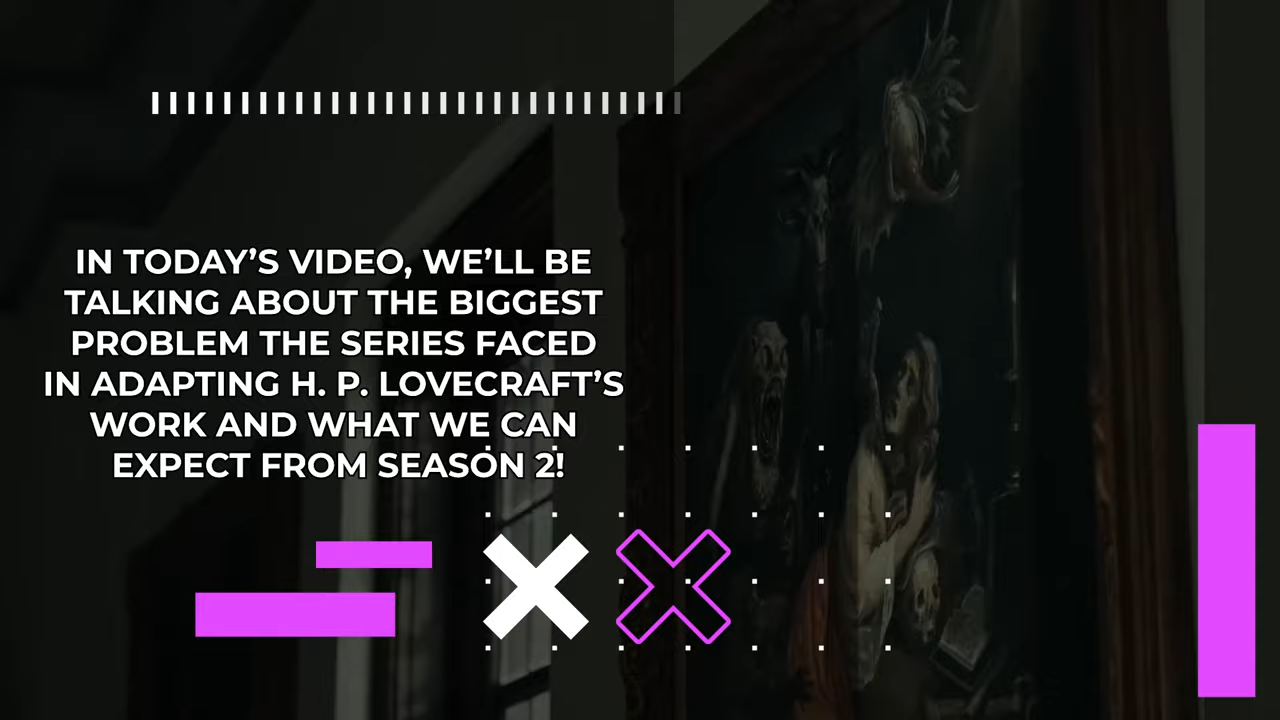 IN TODAY’S VIDEO, WE’LL BE
TALKING ABOUT THE BIGGEST
PROBLEM THE SERIES FACED
IN ADAPTING H. P. LOVECRAFT’S
WORK AND WHAT WE CAN
EXPECT FROM SEASON 2!